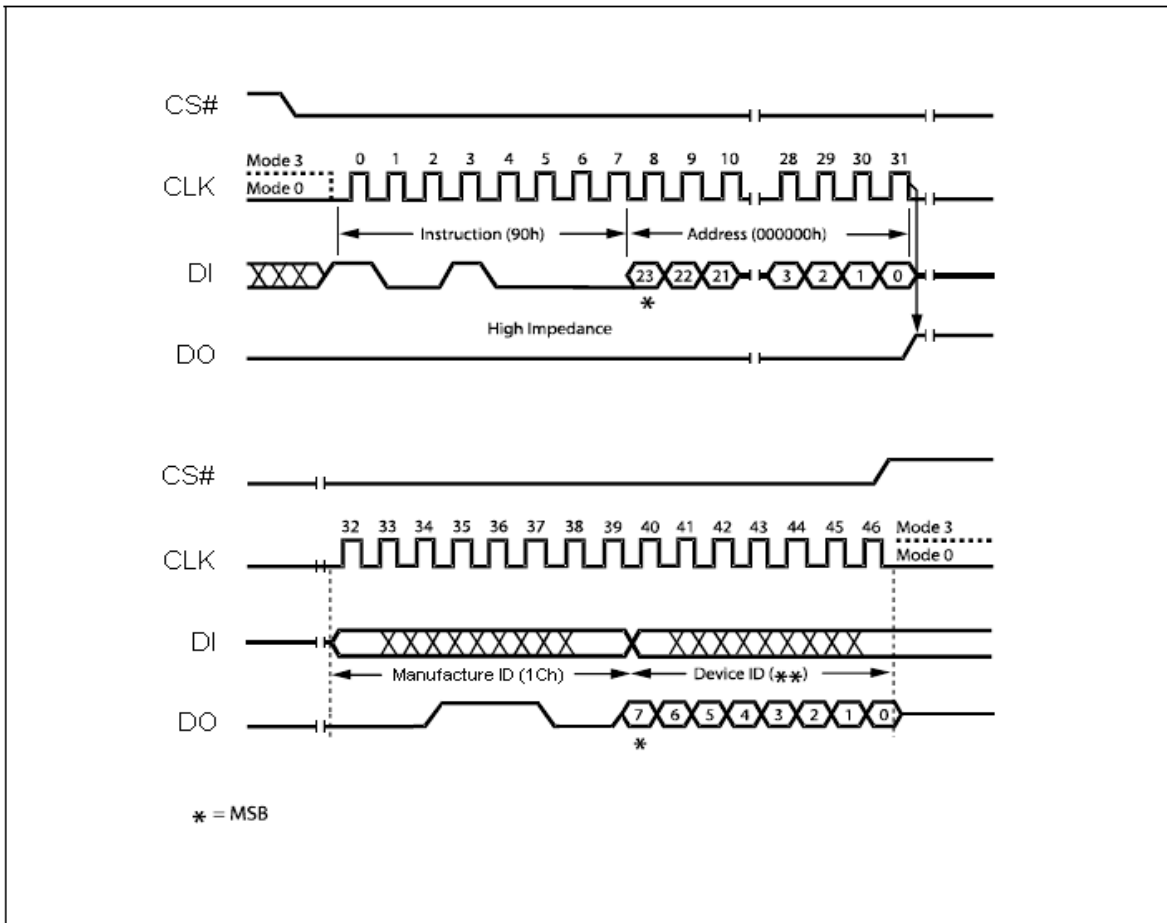 CS#
Mode 3
0 1 2 3 4 5 6 7 8 9 10 28 29 30 31
CLK
Mode 0
Instruction (90h) Address (000000h)
DI
23 22 21 3 2 1 0
*
High Impedance
DO
CS#
32 33 34 35 36 37 38 39 40 41 42 43 44 45 46
Mode 3
CLK
Mode 0
DI
Manufacture ID (1Ch) Device ID (**)
DO
7 6 5 4 3 2 1 0
*
* = MSB